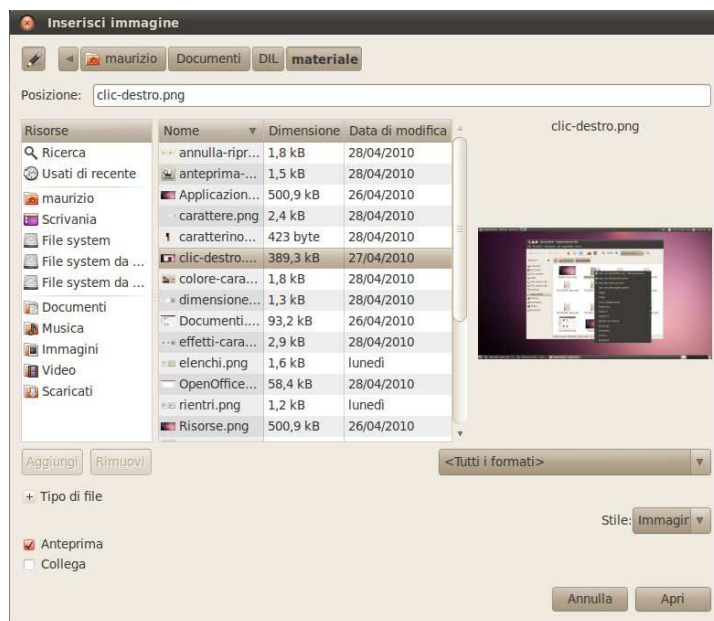 Inserisci immagine
maurizio Documenti DIL materiale
Posizione: clic-destro.png
Risorse
Ricerca
Usati di recente
maurizio
Scrivania
File system
File system da ...
File system da ...
Documenti
Musica
Immagini
Video
Scaricati
Nome Dimensione Data di modifica
annulla-ripr... 1,8 kB 28/04/2010
anteprima-... 1,5 kB 28/04/2010
Applicazion... 500,9 kB 26/04/2010
carattere.png 2,4 kB 28/04/2010
caratterino... 423 byte 28/04/2010
clic-destro.... 389,3 kB 27/04/2010
colore-cara... 1,8 kB 28/04/2010
dimensione... 1,3 kB 28/04/2010
Documenti.... 93,2 kB 26/04/2010
effetti-cara... 2,9 kB 28/04/2010
elenchi.png 1,6 kB lunedì
OpenOffice... 58,4 kB 28/04/2010
rientri.png 1,2 kB lunedì
Risorse.png 500,9 kB 26/04/2010
clic-destro.png
Aggiungi Rimuovi
<Tutti i formati>
Tipo di file
Stile: Immagin
Anteprima
Collega
Annulla Apri